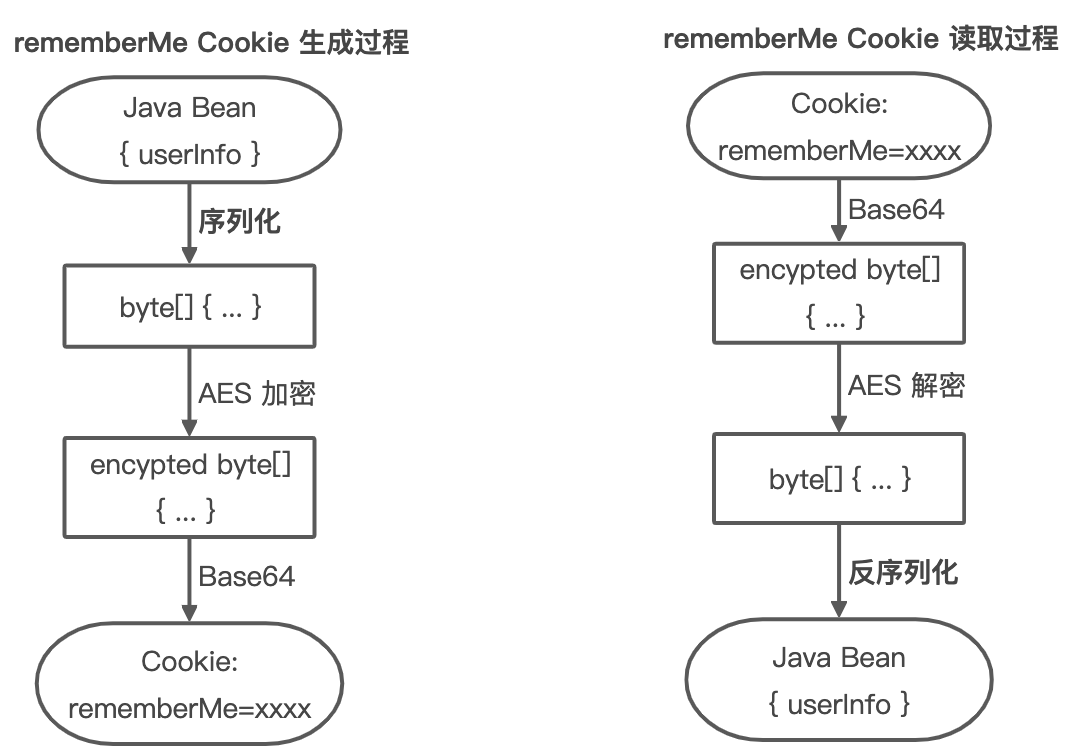 rememberMe Cookie 生成过程
Java Bean
{ userInfo }
序列化
byte[] { ... }
AES 加密
encypted byte[]
{ ... }
Base64
Cookie:
rememberMe=xxxx
rememberMe Cookie 读取过程
Cookie:
rememberMe=xxxx
Base64
encypted byte[]
{ ... }
AES 解密
byte[] { ... }
反序列化
Java Bean
{ userInfo }